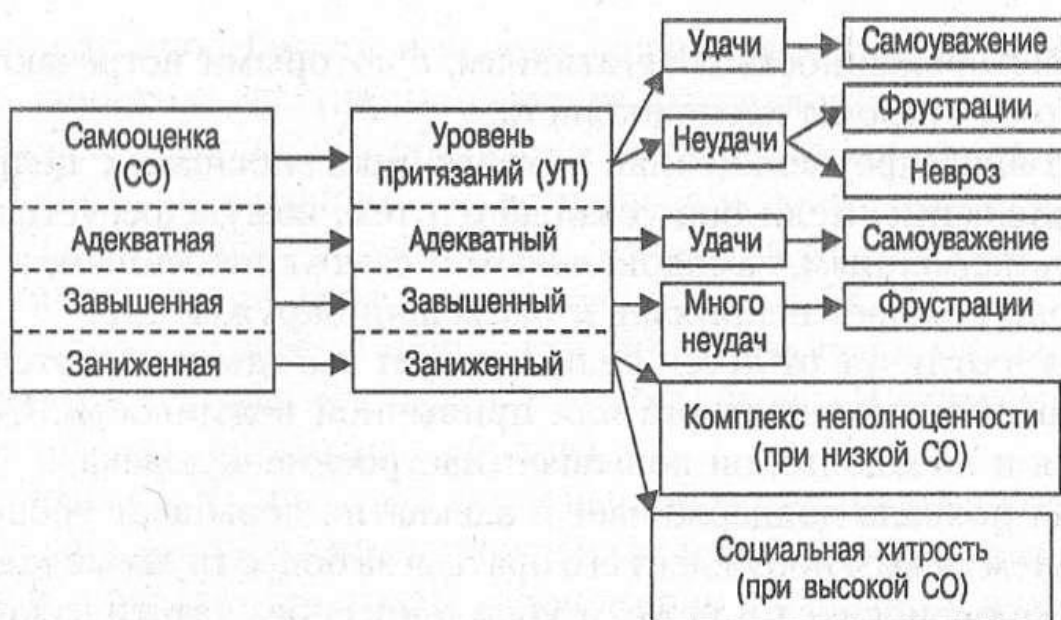 Самооценка
(СО)
Адекватная
Завышенная
Заниженная
Уровень
притязаний (УП)
Адекватный
Завышенный
Заниженный
Удачи
Самоуважение
Неудачи
Фрустрации
Невроз
Удачи
Самоуважение
Много
неудач
Фрустрации
Комплекс неполноценности
(при низкой СО)
Социальная хитрость
(при высокой СО)